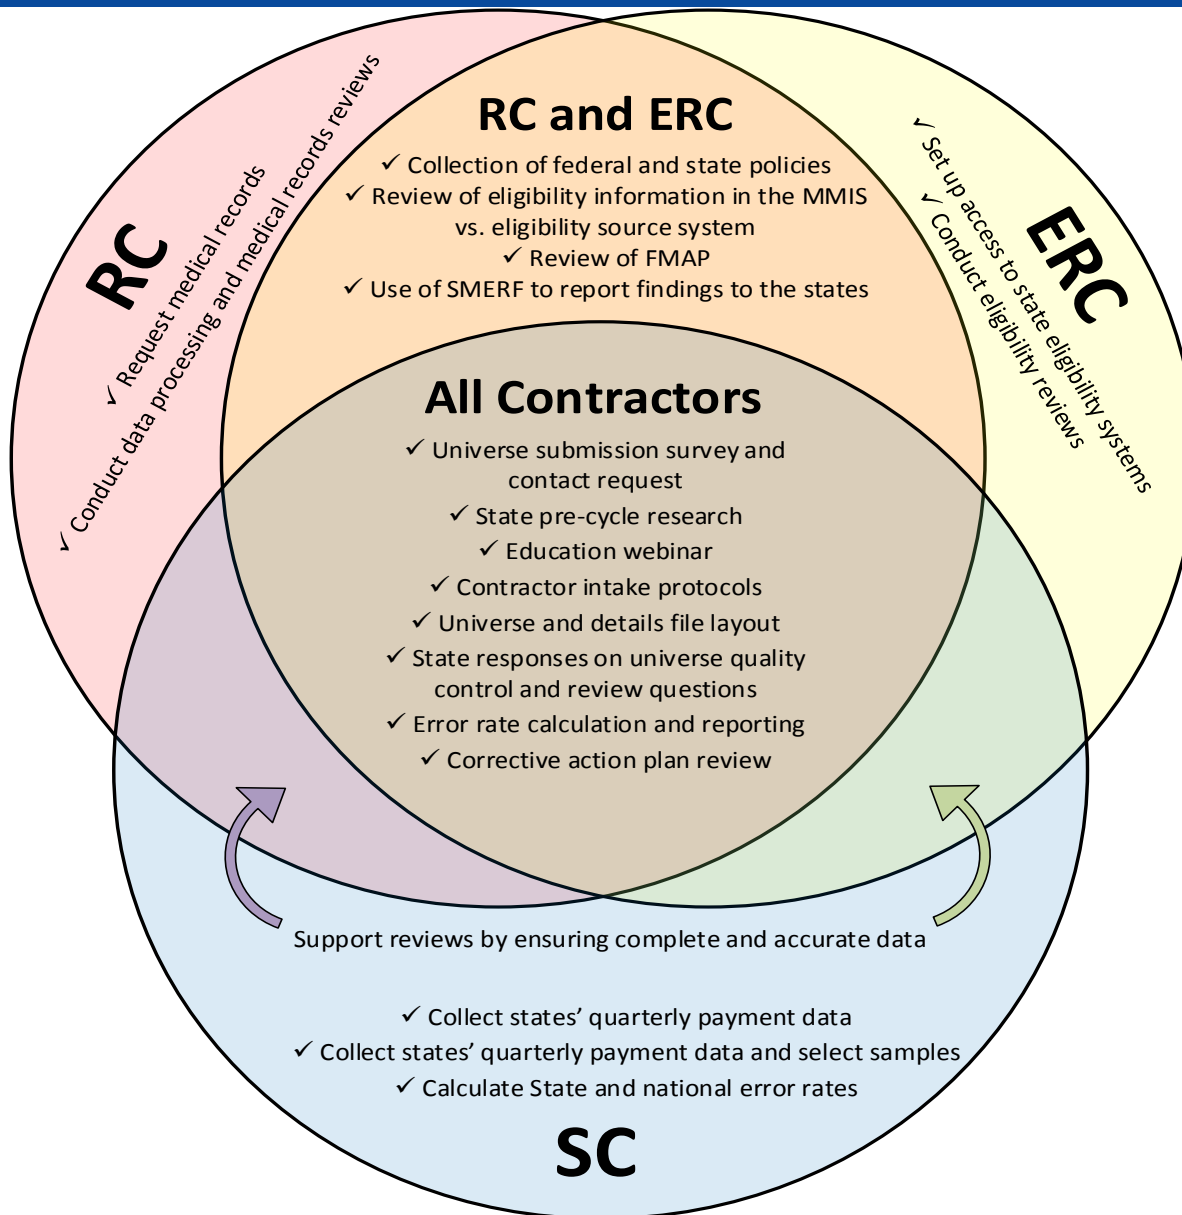 RC and ERC
✓ Collection of federal and state policies
✓ Review of eligibility information in the MMIS
vs. eligibility source system
✓ Review of FMAP
✓ Use of SMERF to report findings to the states
RC
✓ Request medical records
✓ Conduct data processing and medical records reviews
ERC
✓ Set up access to state eligibility systems
✓ Conduct eligibility reviews
All Contractors
✓ Universe submission survey and
contact request
✓ State pre-cycle research
✓ Education webinar
✓ Contractor intake protocols
✓ Universe and details file layout
✓ State responses on universe quality
control and review questions
✓ Error rate calculation and reporting
✓ Corrective action plan review
Support reviews by ensuring complete and accurate data
✓ Collect states’ quarterly payment data
✓ Collect states’ quarterly payment data and select samples
✓ Calculate State and national error rates
SC